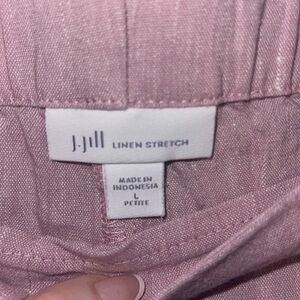 J.Jill LINEN STRETCH
MADE IN
INDONESIA
L
PETITE